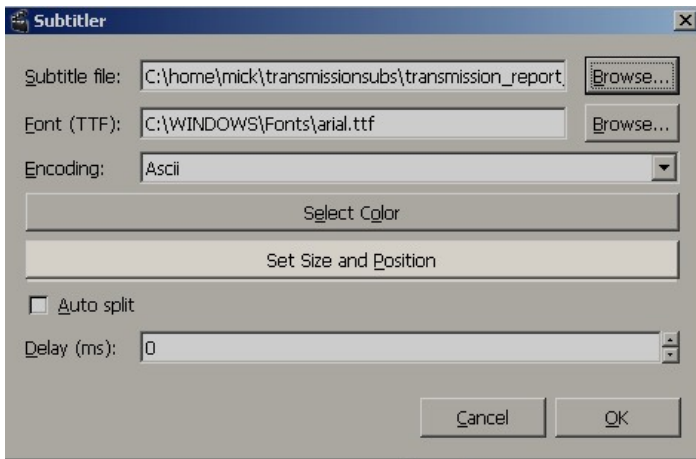 Subtitler
Subtitle file: C:\home\mick\transmissionsubs\transmission_report_ Browse...
Font (TTF): C:\WINDOWS\Fonts\arial.ttf Browse...
Encoding: Ascii
Select Color
Set Size and Position
Auto split
Delay (ms): 0
Cancel OK